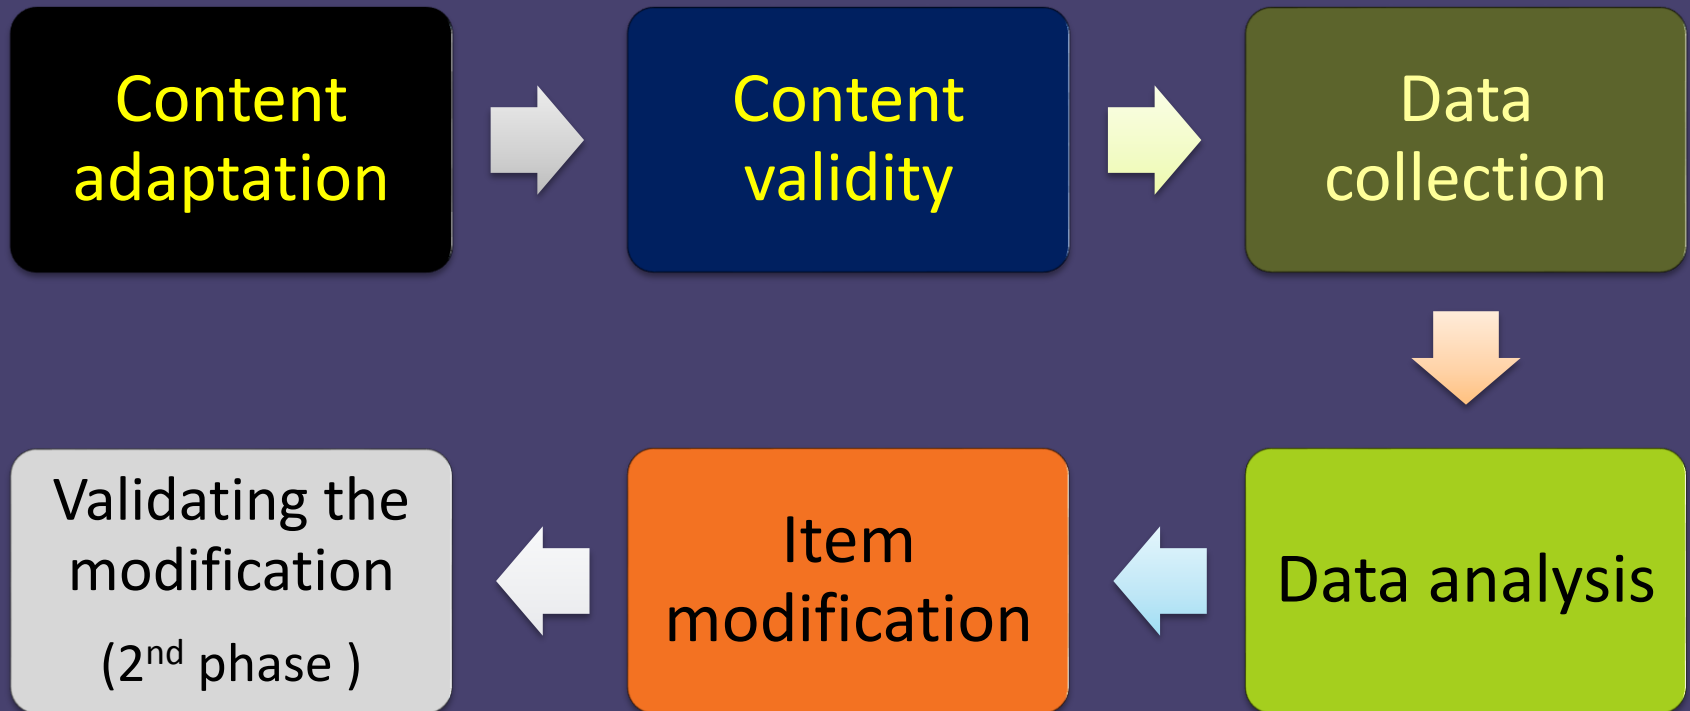 Content
adaptation
Content
validity
Data
collection
Data analysis
Item
modification
Validating the
modification
(2nd phase )